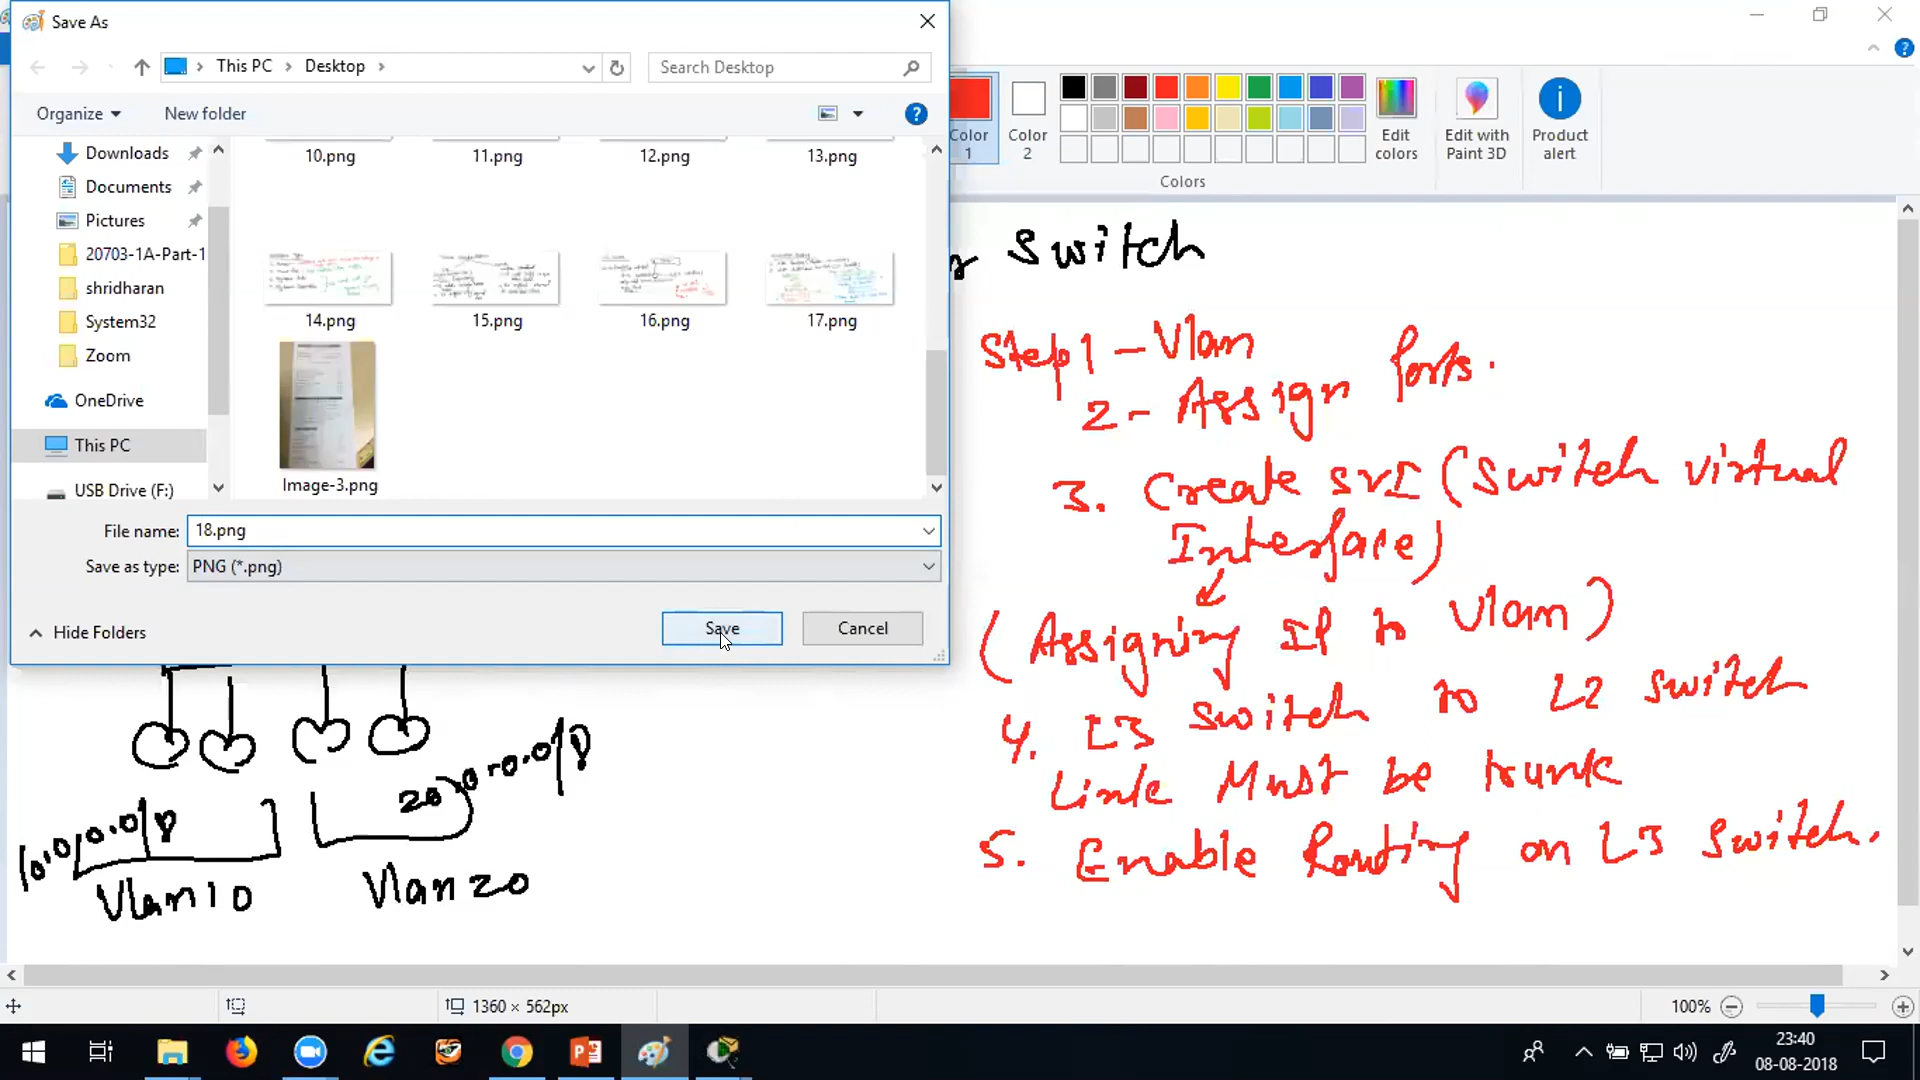 Save As
This PC
Desktop
Search Desktop
Organize
New folder
Downloads
Documents
Pictures
20703-1A-Part-1
shridharan
System32
Zoom
OneDrive
This PC
USB Drive (F:)
10.png
11.png
12.png
13.png
14.png
15.png
16.png
17.png
Image-3.png
File name:
18.png
Save as type:
PNG (*.png)
Hide Folders
Save
Cancel
Color
1
Color
2
Edit
colors
Edit with
Paint 3D
Product
alert
Colors
Switch
Step 1 - Vlan
2 - Assign Ports.
3. Create SVI (Switch Virtual
Interface)
(Assigning IP to Vlan)
4. L3 switch to L2 switch
Link Must be trunk
5. Enable Routing on L3 Switch.
10.0.0.0/8
20.0.0.0/8
Vlan 10
Vlan 20
1360 × 562px
100%
23:40
08-08-2018